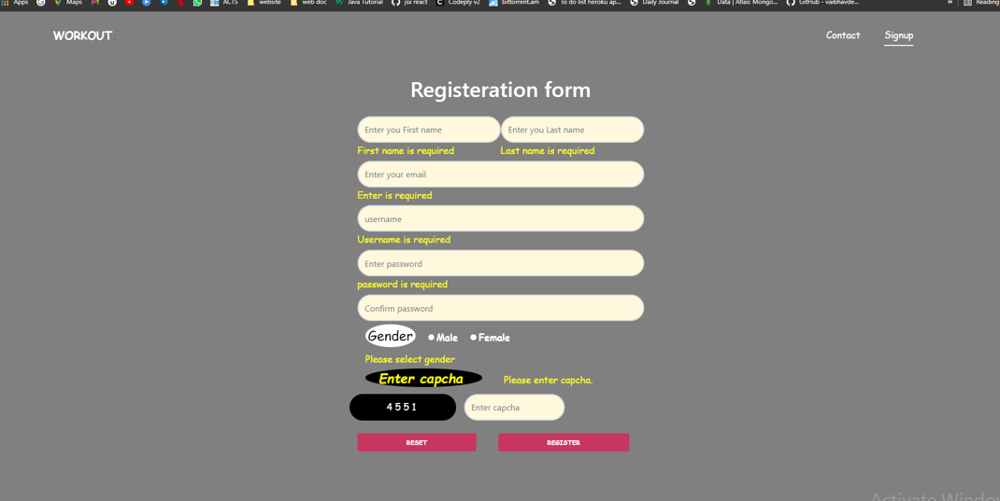 Apps Maps ACTS website web doc Java Tutorial jsx react Codeply v2 bittorrent.am To do list heroku ap... Daily Journal Data | Atlas: Mongo... GitHub - vaibhavde... » Reading
WORKOUT Contact Signup
Registeration form
Enter you First name Enter you Last name
First name is required Last name is required
Enter your email
Enter is required
username
Username is required
Enter password
password is required
Confirm password
Gender Male Female
Please select gender
Enter capcha Please enter capcha.
4 5 5 1 Enter capcha
RESET REGISTER
Activate Windo